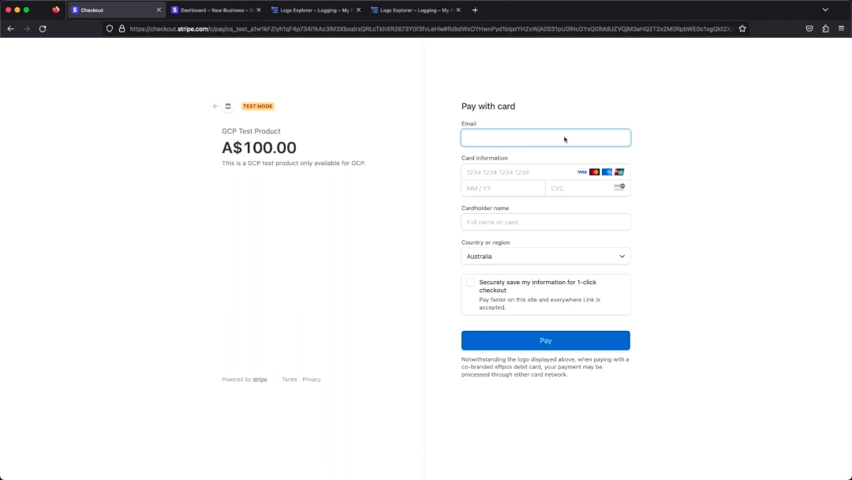 Checkout
Dashboard – New Business – S
Logs Explorer – Logging – My P
Logs Explorer – Logging – My P
TEST MODE
GCP Test Product
A$100.00
This is a GCP test product only available for GCP.
Powered by stripe
Terms Privacy
Pay with card
Email
Card information
1234 1234 1234 1234
VISA
MM / YY
CVC
Cardholder name
Full name on card
Country or region
Australia
Securely save my information for 1-click
checkout
Pay faster on this site and everywhere Link is
accepted.
Pay
Notwithstanding the logo displayed above, when paying with a
co-branded eftpos debit card, your payment may be
processed through either card network.